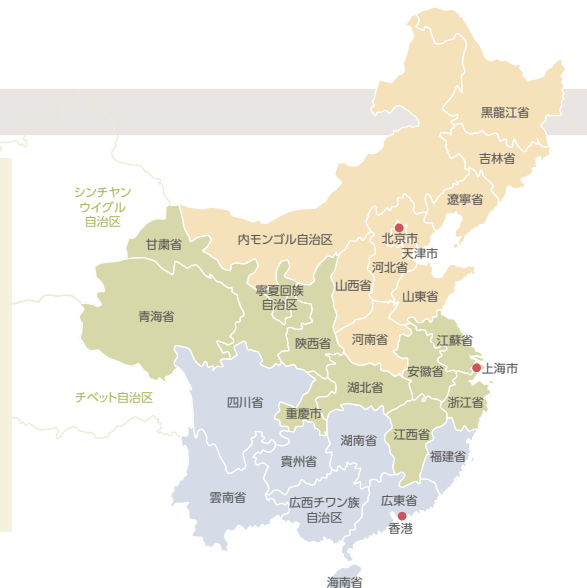 黒龍江省
吉林省
遼寧省
シンチャン
ウイグル
自治区
甘粛省
内モンゴル自治区
北京市
天津市
河北省
山西省
山東省
寧夏回族
自治区
青海省
陝西省
河南省
江蘇省
上海市
安徽省
チベット自治区
四川省
重慶市
湖北省
浙江省
江西省
湖南省
福建省
貴州省
雲南省
広西チワン族
自治区
広東省
香港
海南省